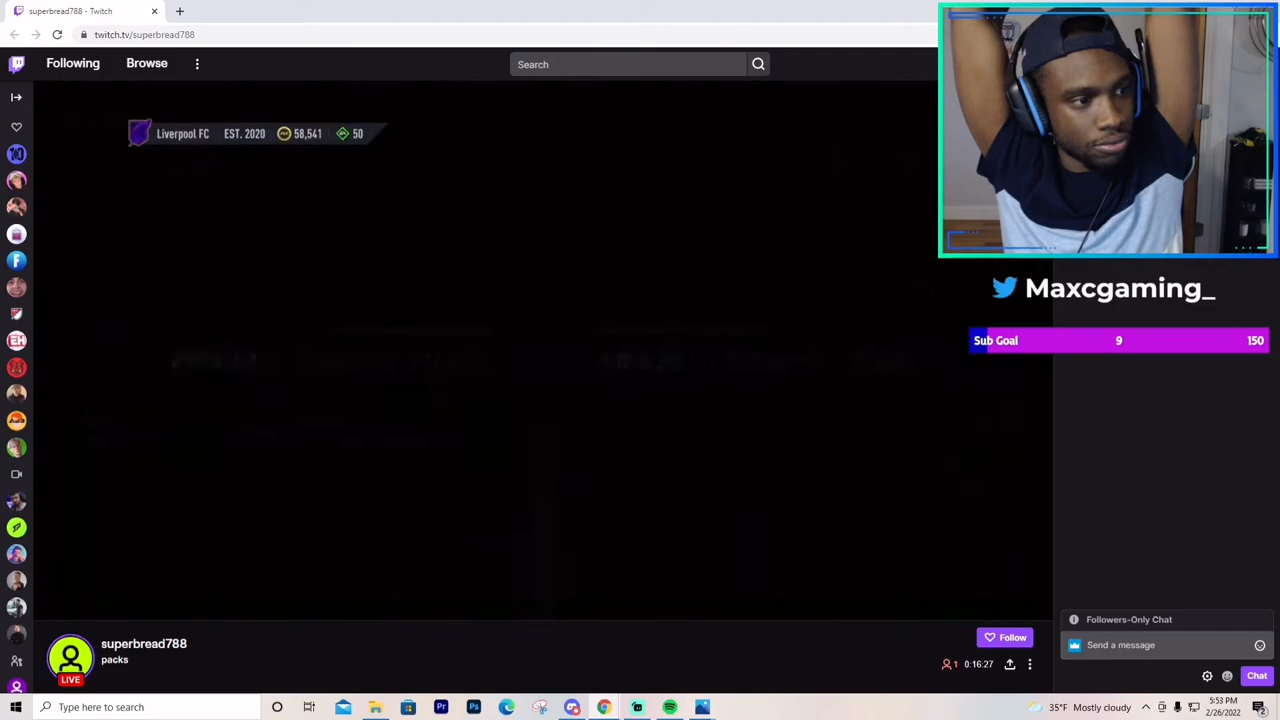 superbread788 - Twitch
twitch.tv/superbread788
Following
Browse
Search
Liverpool FC EST. 2020 58,541 50
Maxcgaming_
Sub Goal 9 150
Followers-Only Chat
Send a message
Chat
superbread788
packs
LIVE
Follow
1 0:16:27
Type here to search
35°F Mostly cloudy
5:53 PM
2/26/2022
2